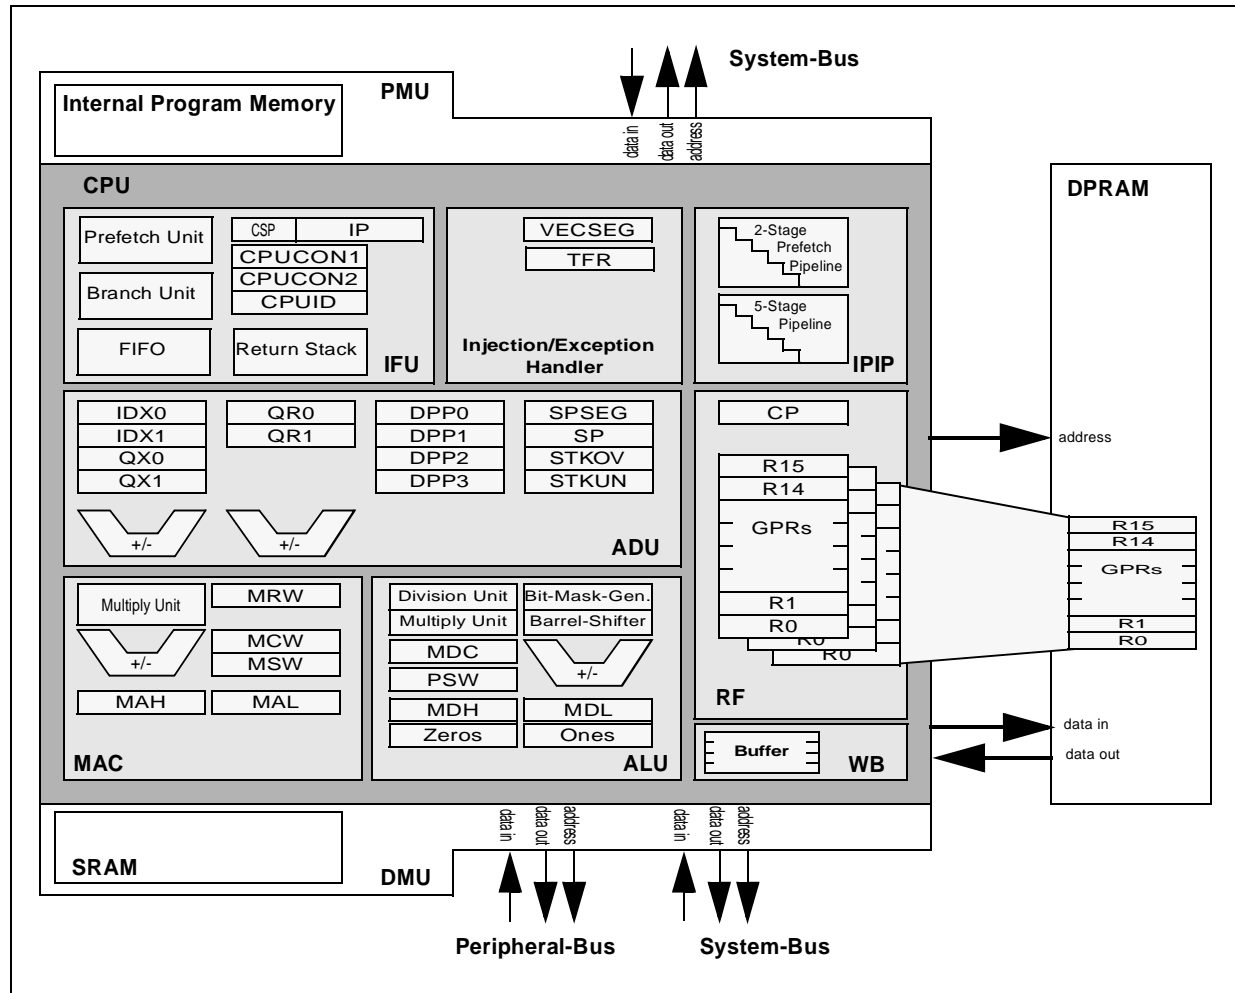 System-Bus
PMU
Internal Program Memory
data in
data out
address
CPU
DPRAM
Prefetch Unit
CSP
IP
CPUCON1
CPUCON2
CPUID
Branch Unit
FIFO
Return Stack
IFU
VECSEG
TFR
Injection/Exception
Handler
2-Stage
Prefetch
Pipeline
5-Stage
Pipeline
IPIP
IDX0
IDX1
QX0
QX1
QR0
QR1
DPP0
DPP1
DPP2
DPP3
SPSEG
SP
STKOV
STKUN
+/-
+/-
ADU
CP
R15
R14
GPRs
R1
R0
R0
R0
RF
address
R15
R14
GPRs
R1
R0
Multiply Unit
MRW
+/-
MCW
MSW
MAH
MAL
MAC
Division Unit
Bit-Mask-Gen.
Multiply Unit
Barrel-Shifter
MDC
PSW
+/-
MDH
MDL
Zeros
Ones
ALU
Buffer
WB
data in
data out
SRAM
DMU
data in
data out
address
data in
data out
address
Peripheral-Bus
System-Bus